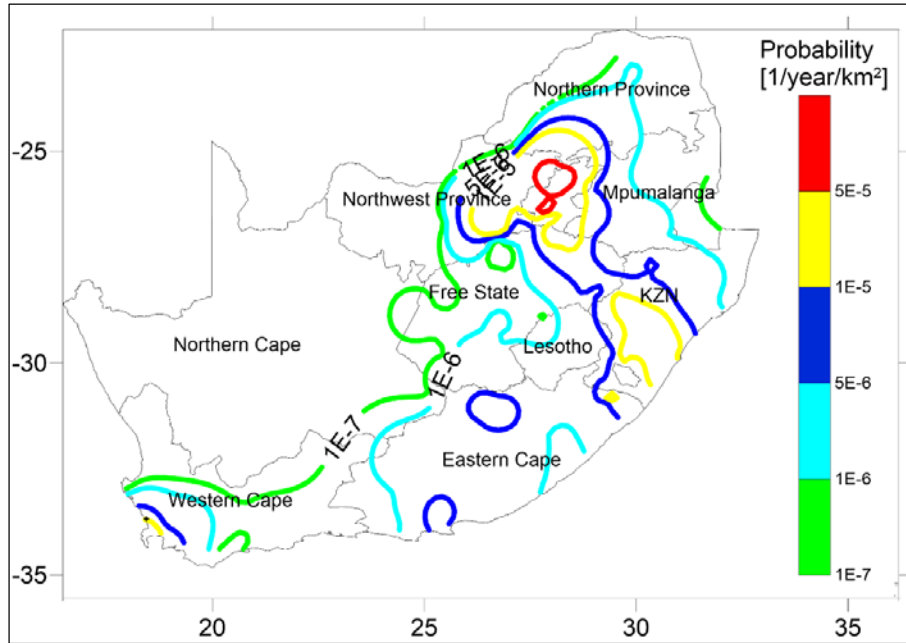 Probability
[1/year/km²]
Northern Province
-25
1E-6
Northwest Province
Mpumalanga
5E-5
1E-5
Free State
KZN
5E-6
Northern Cape
Lesotho
-30
1E-6
1E-7
Eastern Cape
1E-6
Western Cape
-35
1E-7
20
25
30
35